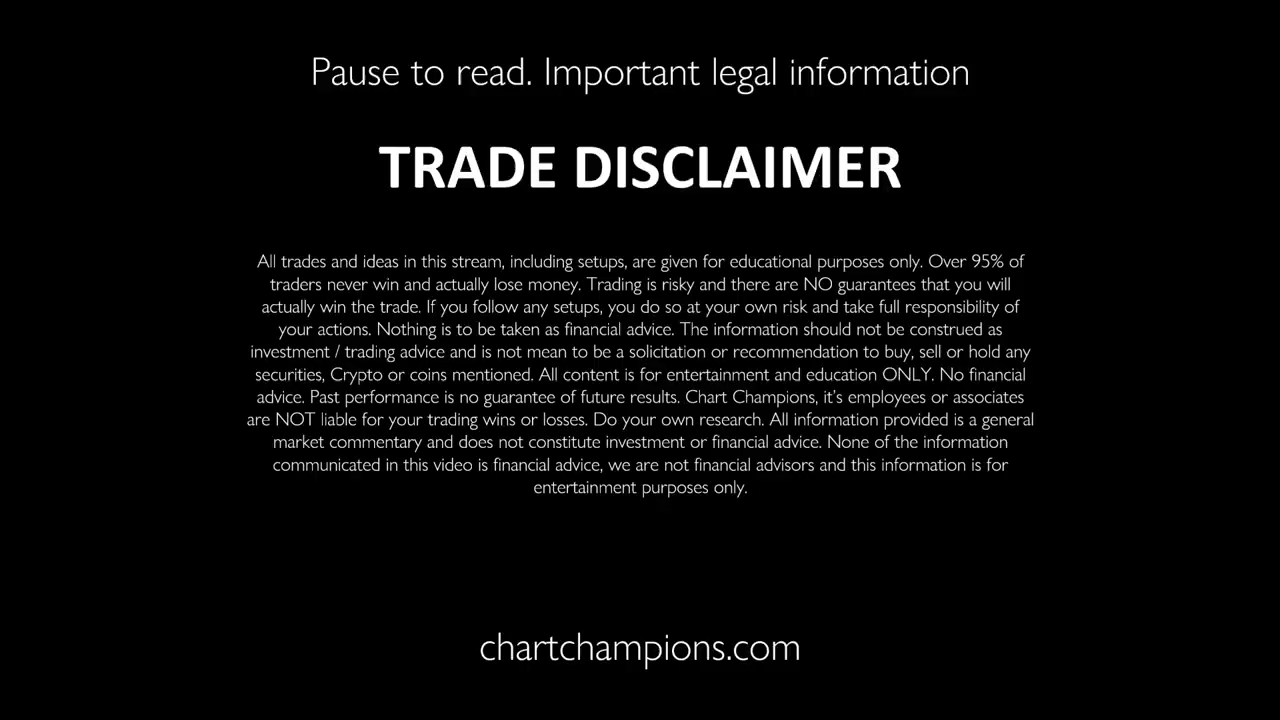 Pause to read. Important legal information
TRADE DISCLAIMER
All trades and ideas in this stream, including setups, are given for educational purposes only. Over 95% of
traders never win and actually lose money. Trading is risky and there are NO guarantees that you will
actually win the trade. If you follow any setups, you do so at your own risk and take full responsibility of
your actions. Nothing is to be taken as financial advice. The information should not be construed as
investment / trading advice and is not mean to be a solicitation or recommendation to buy, sell or hold any
securities, Crypto or coins mentioned. All content is for entertainment and education ONLY. No financial
advice. Past performance is no guarantee of future results. Chart Champions, it’s employees or associates
are NOT liable for your trading wins or losses. Do your own research. All information provided is a general
market commentary and does not constitute investment or financial advice. None of the information
communicated in this video is financial advice, we are not financial advisors and this information is for
entertainment purposes only.
chartchampions.com